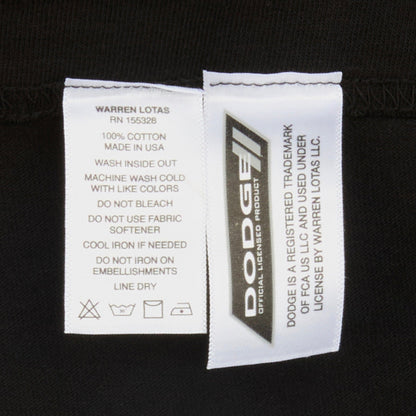 WARREN LOTAS
RN 155328
100% COTTON
MADE IN USA
WASH INSIDE OUT
MACHINE WASH COLD
WITH LIKE COLORS
DO NOT BLEACH
DO NOT USE FABRIC
SOFTENER
COOL IRON IF NEEDED
DO NOT IRON ON
EMBELLISHMENTS
LINE DRY
DODGE
OFFICIAL LICENSED PRODUCT
DODGE IS A REGISTERED TRADEMARK
OF FCA US LLC AND USED UNDER
LICENSE BY WARREN LOTAS LLC.